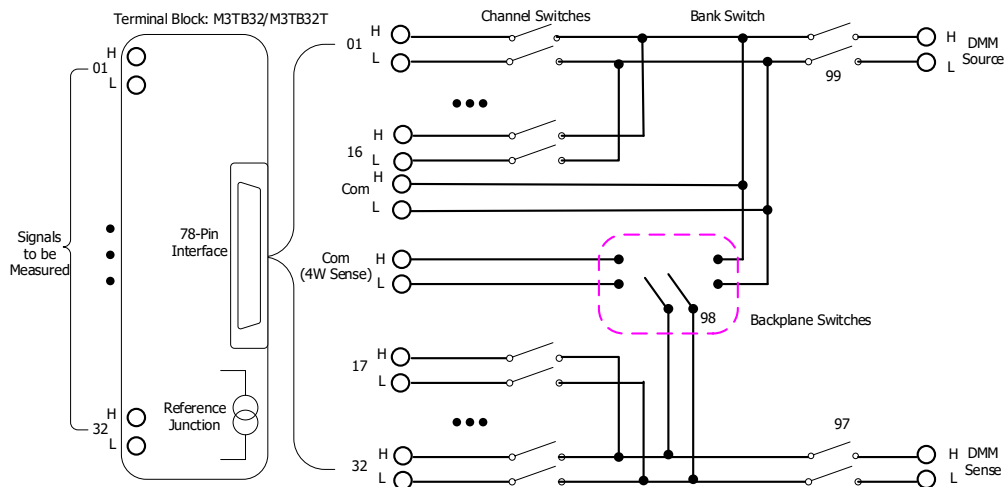 Terminal Block: M3TB32/M3TB32T
Channel Switches
Bank Switch
H
01
L
H
01
L
H
DMM
Source
L
99
H
16
L
H
Com
L
Signals
to be
Measured
78-Pin
Interface
Com
(4W Sense)
H
L
98
Backplane Switches
H
17
L
Reference
Junction
H
32
L
97
H
32
L
H
DMM
Sense
L